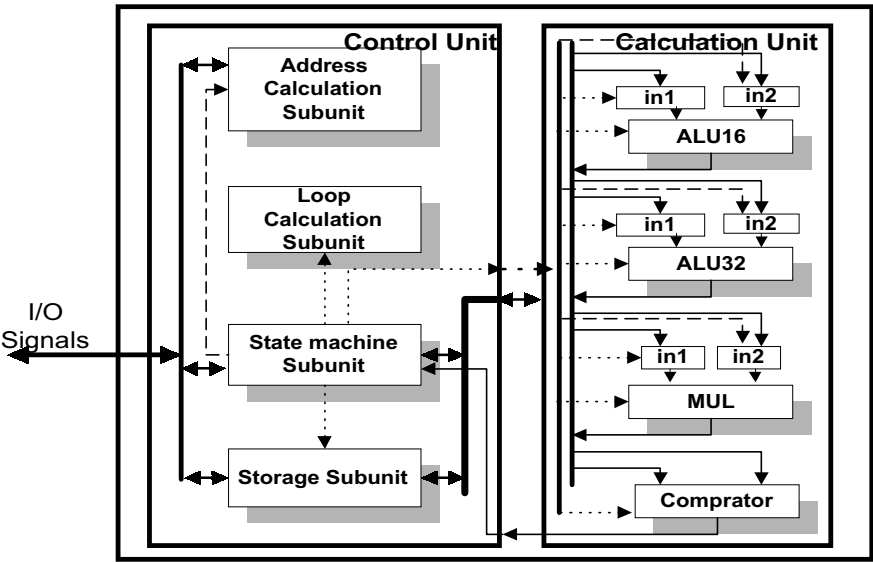 Control Unit
Calculation Unit
Address
Calculation
Subunit
in1
in2
ALU16
Loop
Calculation
Subunit
in1
in2
ALU32
I/O
Signals
State machine
Subunit
in1
in2
MUL
Storage Subunit
Comprator